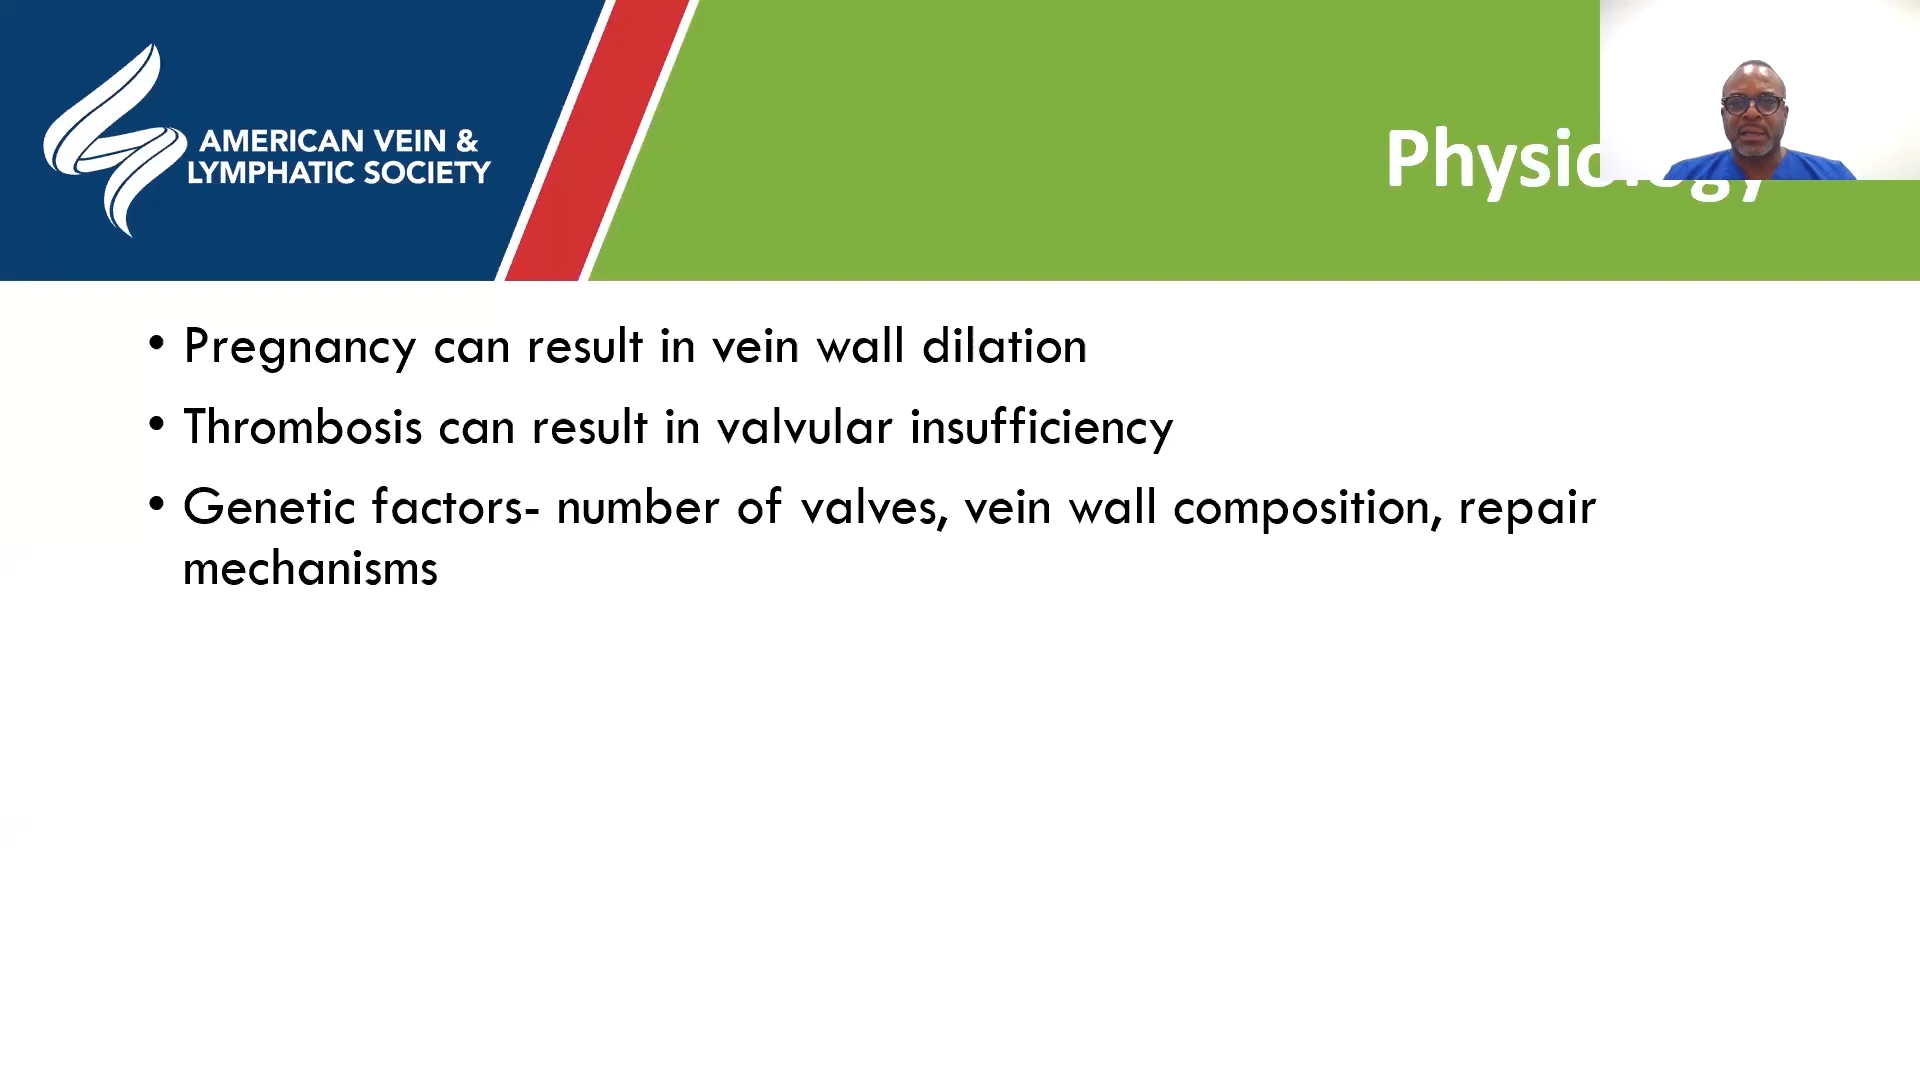 AMERICAN VEIN &
LYMPHATIC SOCIETY
• Pregnancy can result in vein wall dilation
• Thrombosis can result in valvular insufficiency
• Genetic factors- number of valves, vein wall composition, repair
mechanisms